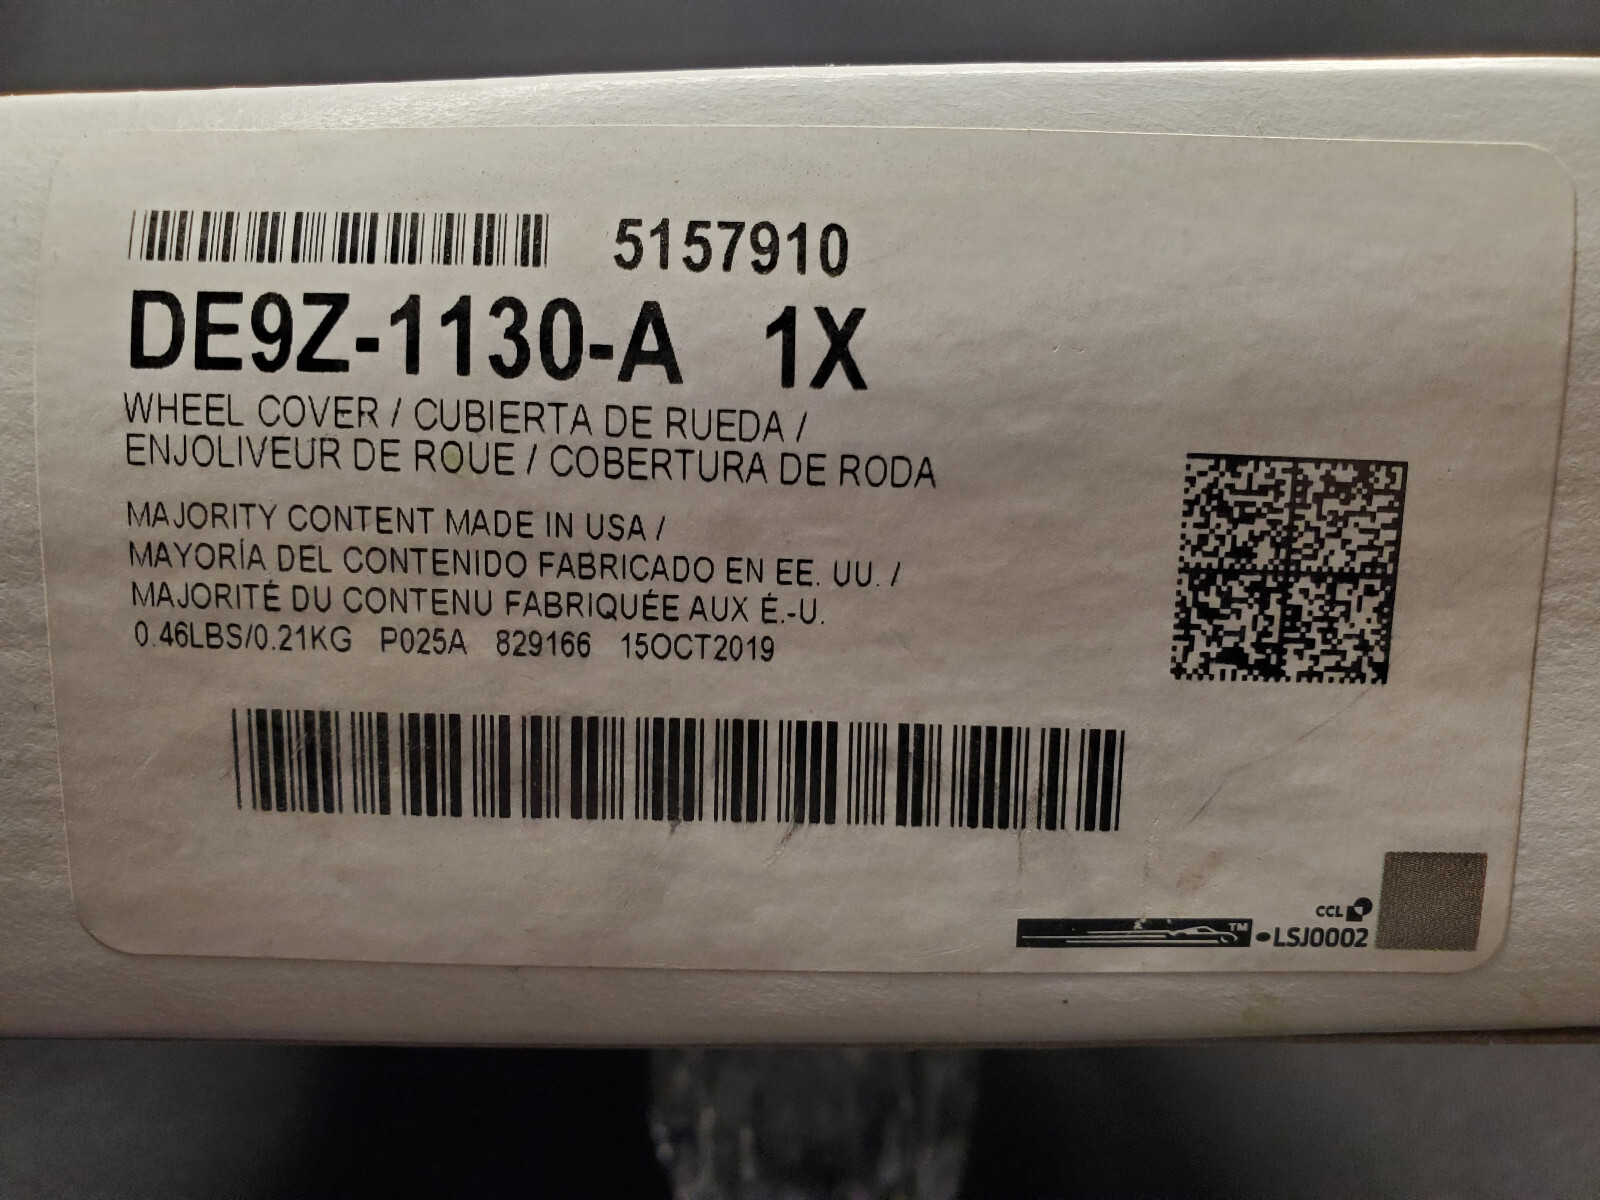 5157910
DE9Z-1130-A 1X
WHEEL COVER / CUBIERTA DE RUEDA /
ENJOLIVEUR DE ROUE / COBERTURA DE RODA
MAJORITY CONTENT MADE IN USA /
MAYORÍA DEL CONTENIDO FABRICADO EN EE. UU. /
MAJORITÉ DU CONTENU FABRIQUÉE AUX É.-U.
0.46LBS/0.21KG P025A 829166 15OCT2019
CCL
TM •LSJ0002